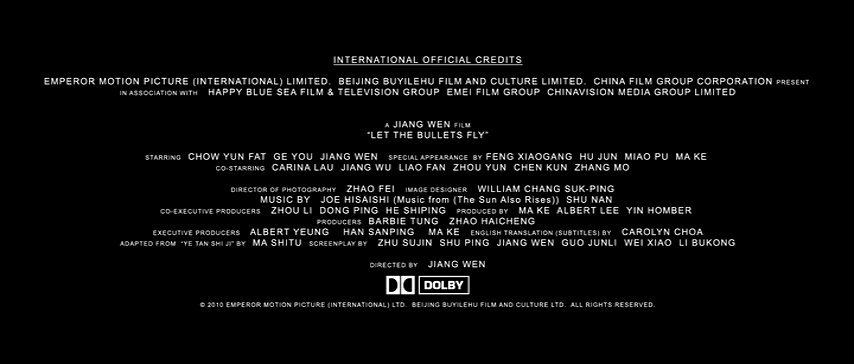 INTERNATIONAL OFFICIAL CREDITS
EMPEROR MOTION PICTURE (INTERNATIONAL) LIMITED. BEIJING BUYILEHU FILM AND CULTURE LIMITED. CHINA FILM GROUP CORPORATION PRESENT
IN ASSOCIATION WITH HAPPY BLUE SEA FILM & TELEVISION GROUP EMEI FILM GROUP CHINAVISION MEDIA GROUP LIMITED
A JIANG WEN FILM
"LET THE BULLETS FLY"
STARRING CHOW YUN FAT GE YOU JIANG WEN SPECIAL APPEARANCE BY FENG XIAOGANG HU JUN MIAO PU MA KE
CO-STARRING CARINA LAU JIANG WU LIAO FAN ZHOU YUN CHEN KUN ZHANG MO
DIRECTOR OF PHOTOGRAPHY ZHAO FEI IMAGE DESIGNER WILLIAM CHANG SUK-PING
MUSIC BY JOE HISAISHI (Music from (The Sun Also Rises)) SHU NAN
CO-EXECUTIVE PRODUCERS ZHOU LI DONG PING HE SHIPING PRODUCED BY MA KE ALBERT LEE YIN HOMBER
PRODUCERS BARBIE TUNG ZHAO HAICHENG
EXECUTIVE PRODUCERS ALBERT YEUNG HAN SANPING MA KE ENGLISH TRANSLATION (SUBTITLES) BY CAROLYN CHOA
ADAPTED FROM "YE TAN SHI JI" BY MA SHITU SCREENPLAY BY ZHU SUJIN SHU PING JIANG WEN GUO JUNLI WEI XIAO LI BUKONG
DIRECTED BY JIANG WEN
DOLBY
© 2010 EMPEROR MOTION PICTURE (INTERNATIONAL) LTD. BEIJING BUYILEHU FILM AND CULTURE LTD. ALL RIGHTS RESERVED.